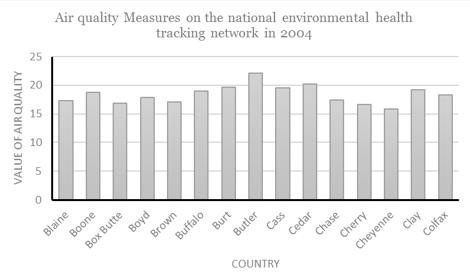 Air quality Measures on the national environmental health
tracking network in 2004
VALUE OF AIR QUALITY
25
20
15
10
5
0
Blaine
Boone
Box Butte
Boyd
Brown
Buffalo
Burt
Butler
Cass
Cedar
Chase
Cherry
Cheyenne
Clay
Colfax
COUNTRY